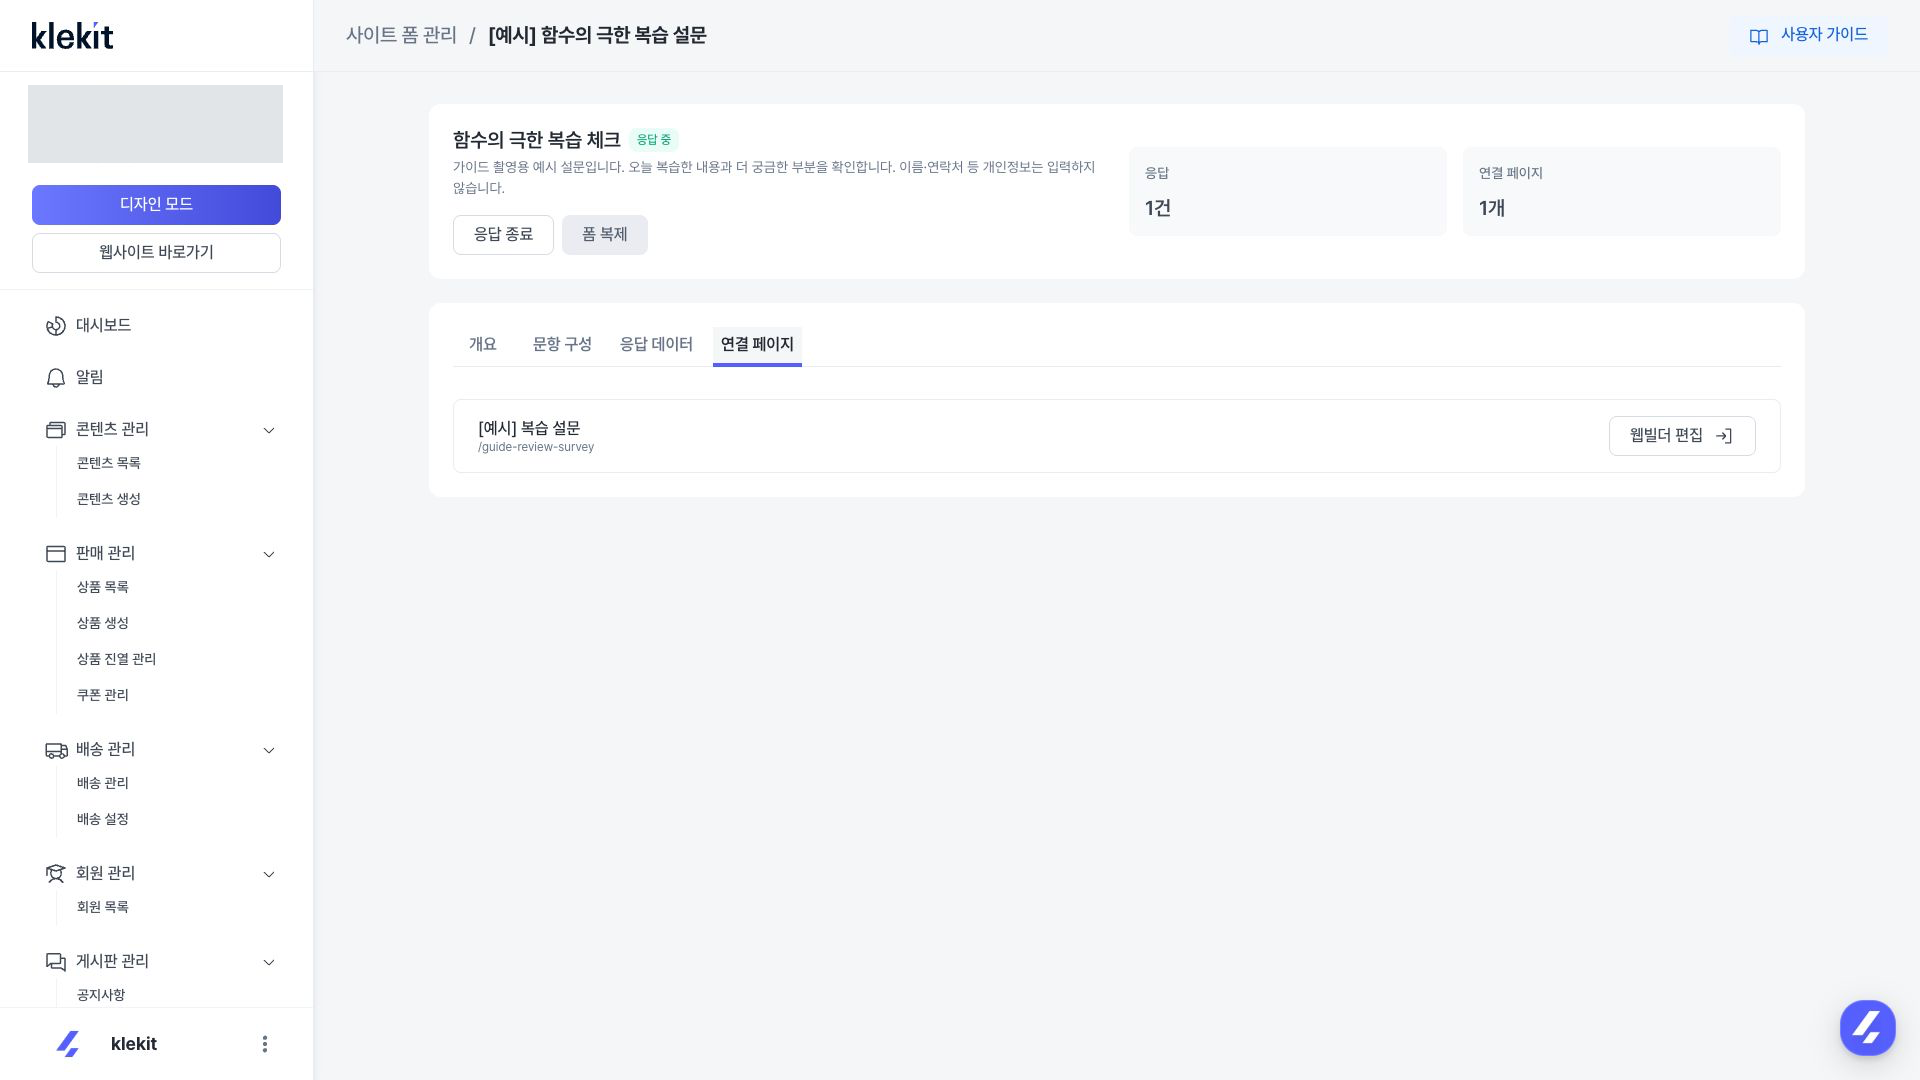 klekit
사이트 폼 관리 / [예시] 함수의 극한 복습 설문
사용자 가이드
디자인 모드
웹사이트 바로가기
대시보드
알림
콘텐츠 관리
콘텐츠 목록
콘텐츠 생성
판매 관리
상품 목록
상품 생성
상품 진열 관리
쿠폰 관리
배송 관리
배송 관리
배송 설정
회원 관리
회원 목록
게시판 관리
공지사항
klekit
함수의 극한 복습 체크 응답 중
가이드 촬영용 예시 설문입니다. 오늘 복습한 내용과 더 궁금한 부분을 확인합니다. 이름·연락처 등 개인정보는 입력하지
않습니다.
응답 종료 폼 복제
응답
1건
연결 페이지
1개
개요 문항 구성 응답 데이터 연결 페이지
[예시] 복습 설문
/guide-review-survey
웹빌더 편집